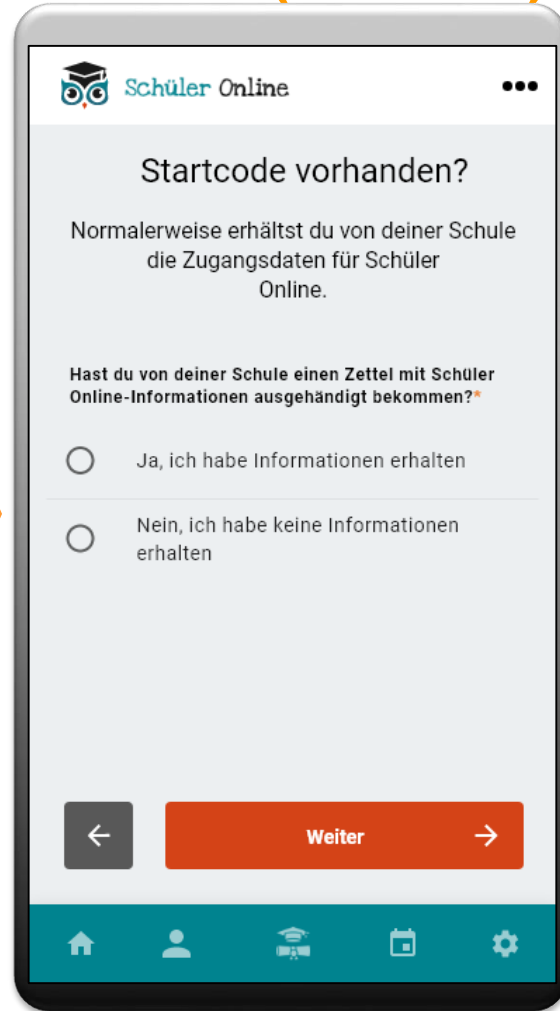 Schüler Online
Startcode vorhanden?
Normalerweise erhältst du von deiner Schule
die Zugangsdaten für Schüler
Online.
Hast du von deiner Schule einen Zettel mit Schüler
Online-Informationen ausgehändigt bekommen?*
Ja, ich habe Informationen erhalten
Nein, ich habe keine Informationen
erhalten
Weiter